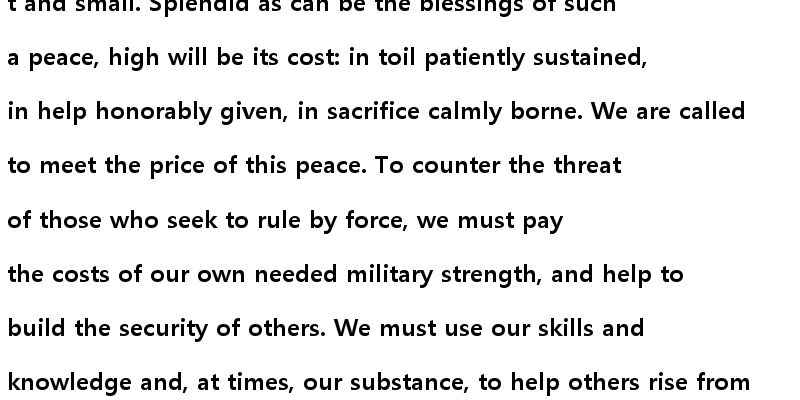 t and small. Splendid as can be the blessings of such
a peace, high will be its cost: in toil patiently sustained,
in help honorably given, in sacrifice calmly borne. We are called
to meet the price of this peace. To counter the threat
of those who seek to rule by force, we must pay
the costs of our own needed military strength, and help to
build the security of others. We must use our skills and
knowledge and, at times, our substance, to help others rise from